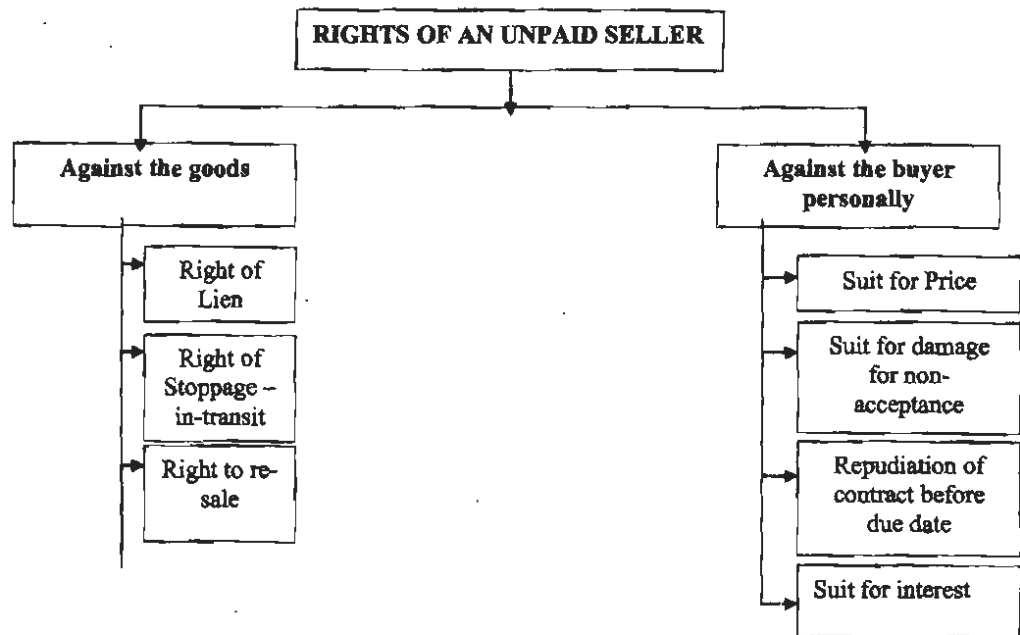 RIGHTS OF AN UNPAID SELLER
Against the goods
Right of
Lien
Right of
Stoppage –
in-transit
Right to re-
sale
Against the buyer
personally
Suit for Price
Suit for damage
for non-
acceptance
Repudiation of
contract before
due date
Suit for interest